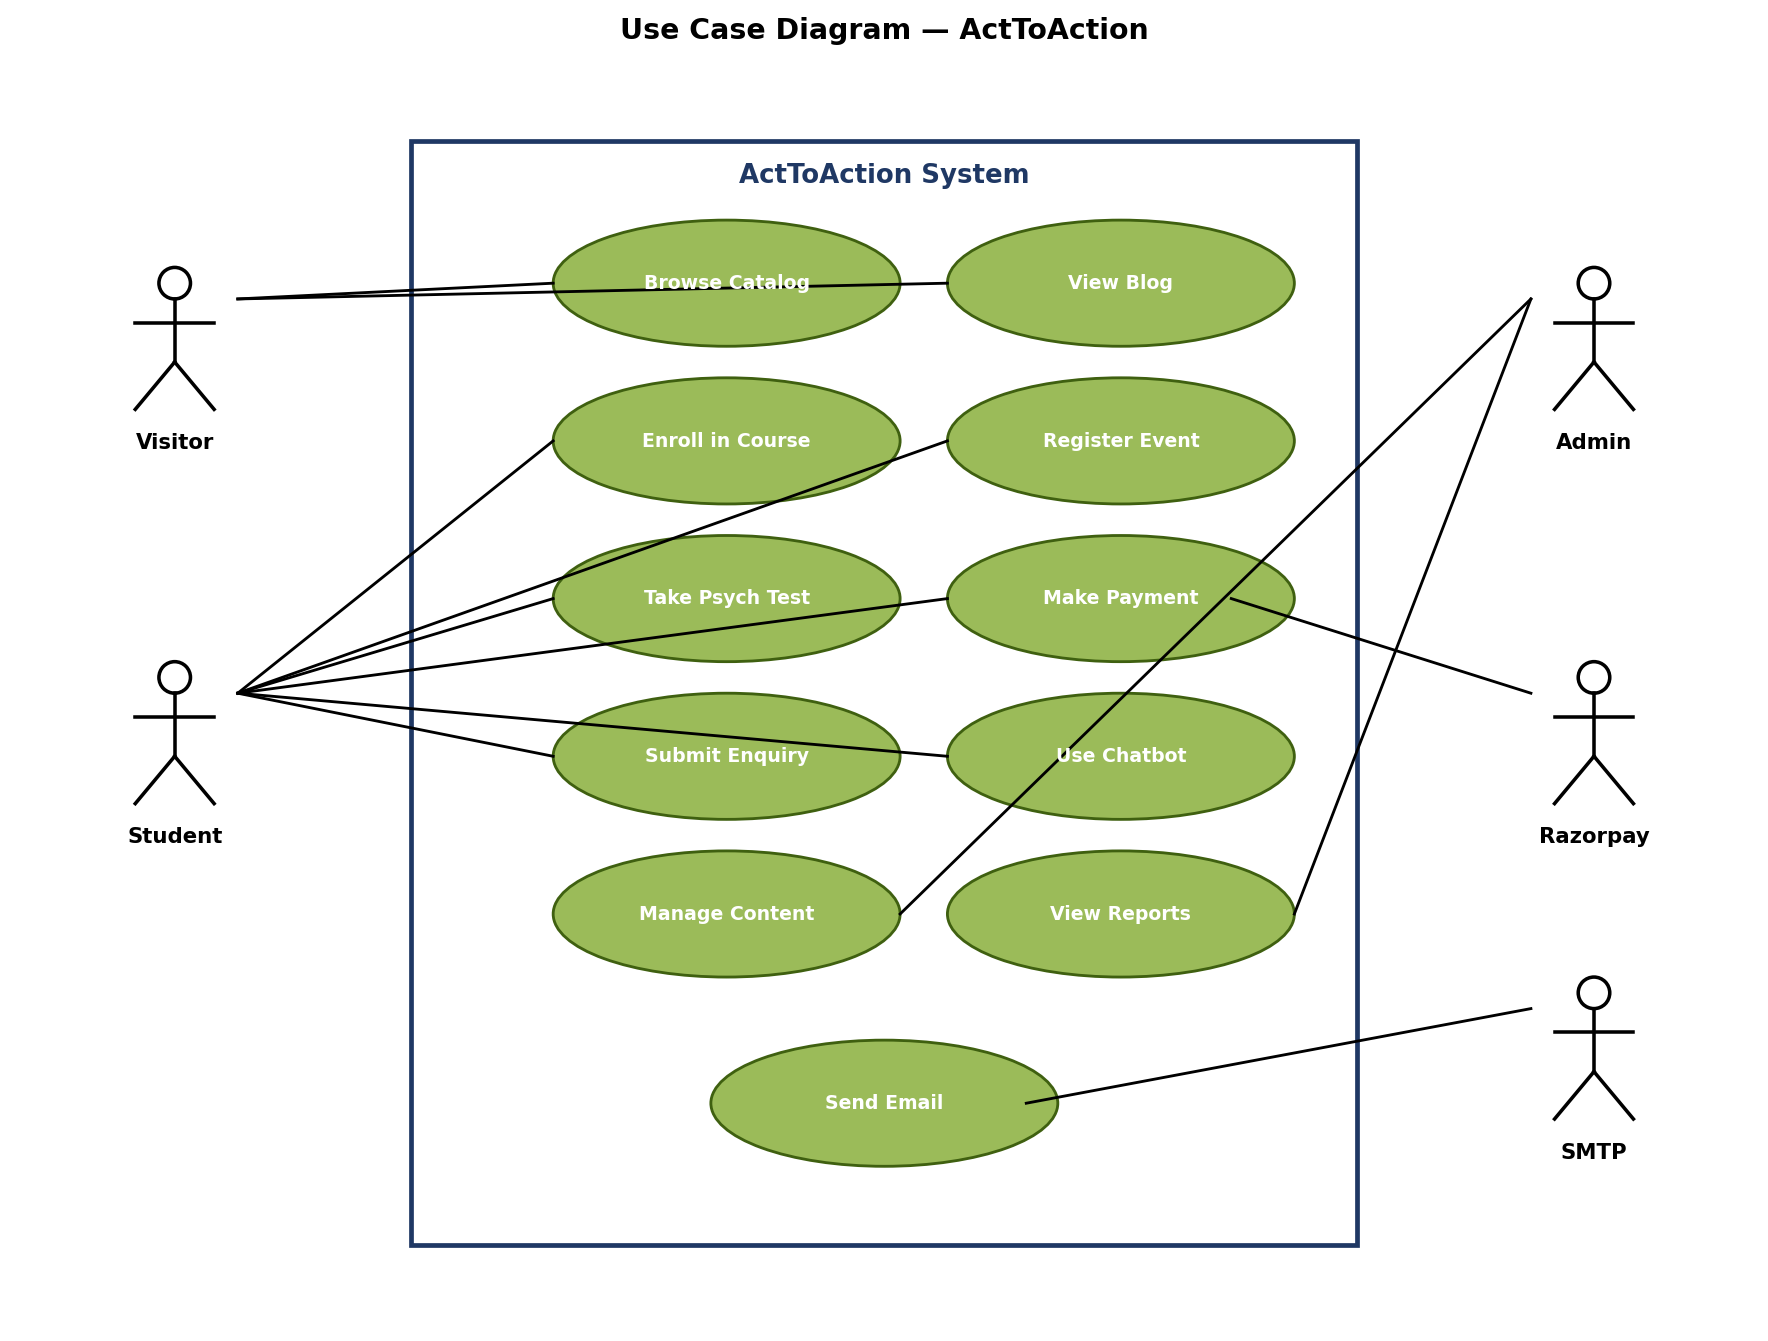 Use Case Diagram — ActToAction
ActToAction System
Browse Catalog
View Blog
Visitor
Enroll in Course
Register Event
Admin
Take Psych Test
Make Payment
Student
Submit Enquiry
Use Chatbot
Razorpay
Manage Content
View Reports
Send Email
SMTP